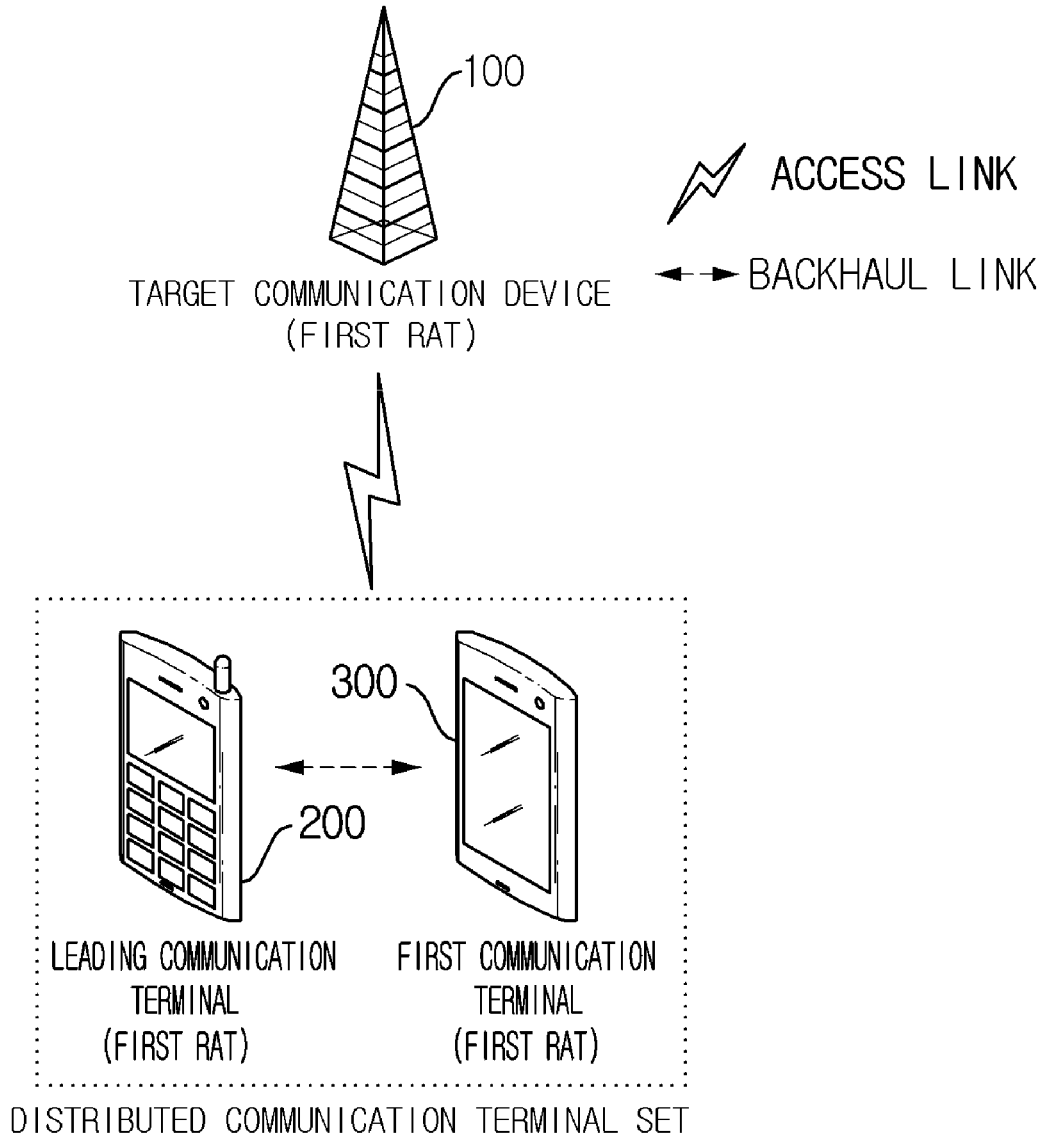 100
ACCESS LINK
BACKHAUL LINK
TARGET COMMUNICATION DEVICE
(FIRST RAT)
300
200
LEADING COMMUNICATION
TERMINAL
(FIRST RAT)
FIRST COMMUNICATION
TERMINAL
(FIRST RAT)
DISTRIBUTED COMMUNICATION TERMINAL SET